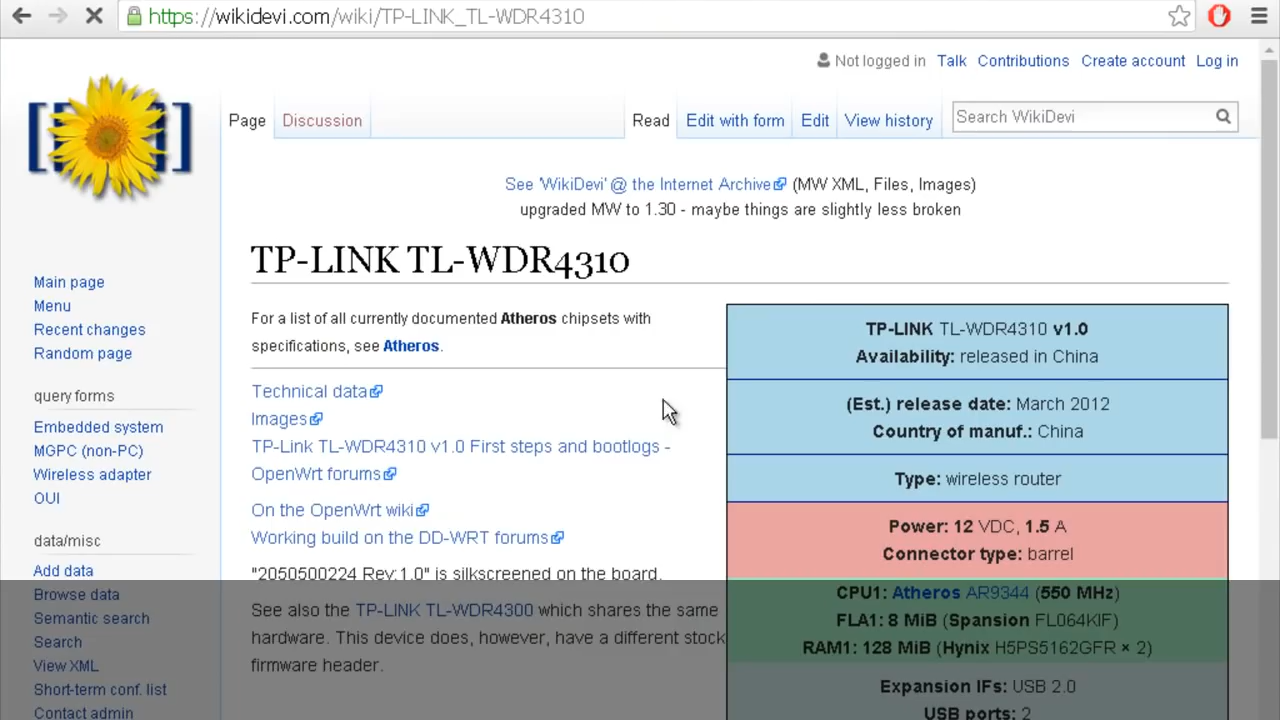 https://wikidevi.com/wiki/TP-LINK_TL-WDR4310
Not logged in Talk Contributions Create account Log in
Page Discussion Read Edit with form Edit View history Search WikiDevi
See 'WikiDevi' @ the Internet Archive (MW XML, Files, Images)
upgraded MW to 1.30 - maybe things are slightly less broken
TP-LINK TL-WDR4310
Main page
Menu
Recent changes
Random page
query forms
Embedded system
MGPC (non-PC)
Wireless adapter
OUI
data/misc
Add data
Browse data
Semantic search
Search
View XML
Short-term conf. list
Contact admin
For a list of all currently documented Atheros chipsets with
specifications, see Atheros.
Technical data
Images
TP-Link TL-WDR4310 v1.0 First steps and bootlogs -
OpenWrt forums
On the OpenWrt wiki
Working build on the DD-WRT forums
"2050500224 Rev:1.0" is silkscreened on the board.
See also the TP-LINK TL-WDR4300 which shares the same
hardware. This device does, however, have a different stock
firmware header.
TP-LINK TL-WDR4310 v1.0
Availability: released in China
(Est.) release date: March 2012
Country of manuf.: China
Type: wireless router
Power: 12 VDC, 1.5 A
Connector type: barrel
CPU1: Atheros AR9344 (550 MHz)
FLA1: 8 MiB (Spansion FL064KIF)
RAM1: 128 MiB (Hynix H5PS5162GFR × 2)
Expansion IFs: USB 2.0
USB ports: 2